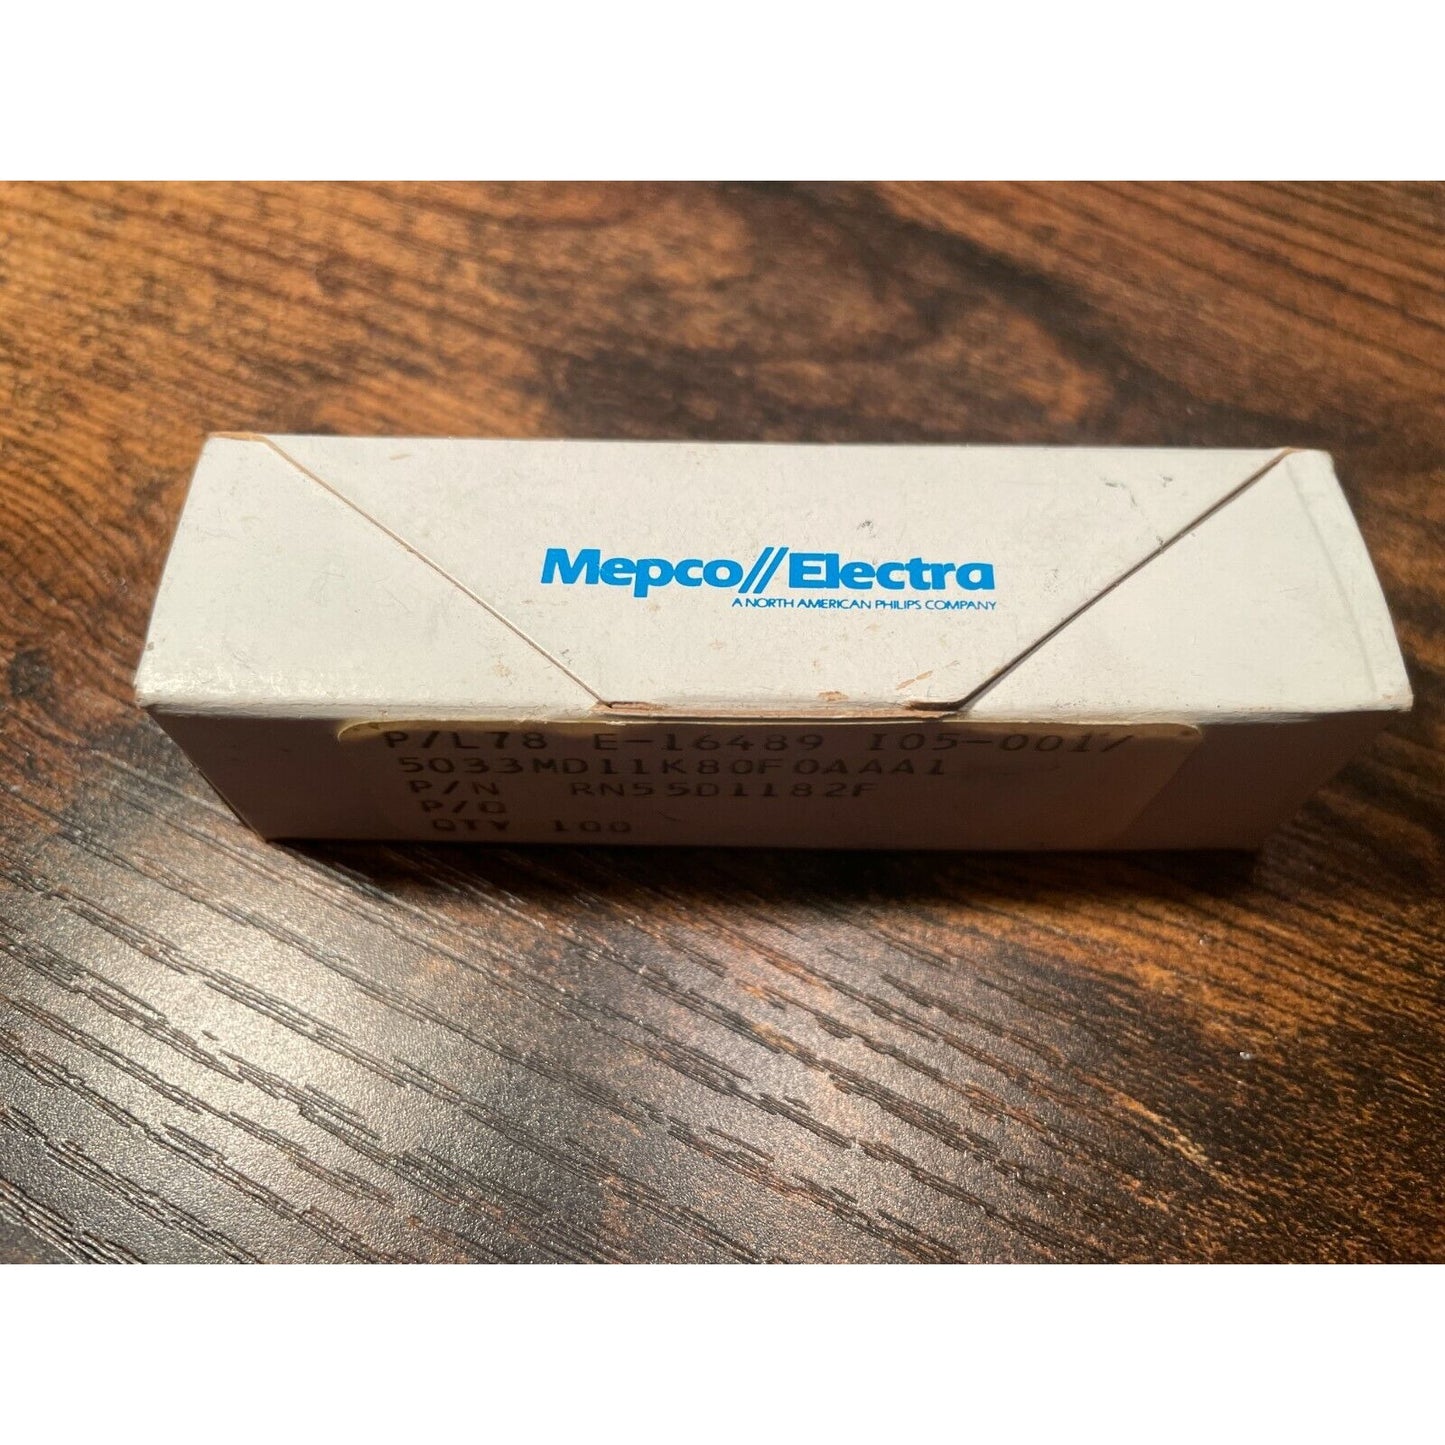 Mepco//Electra
A NORTH AMERICAN PHILIPS COMPANY
P/L78 E-16489 I05-001/
5033MD11K80F0AAA1
P/N RN55D1182F
P/O
QTY 100